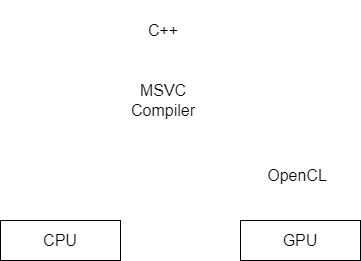 C++
MSVC
Compiler
OpenCL
CPU
GPU